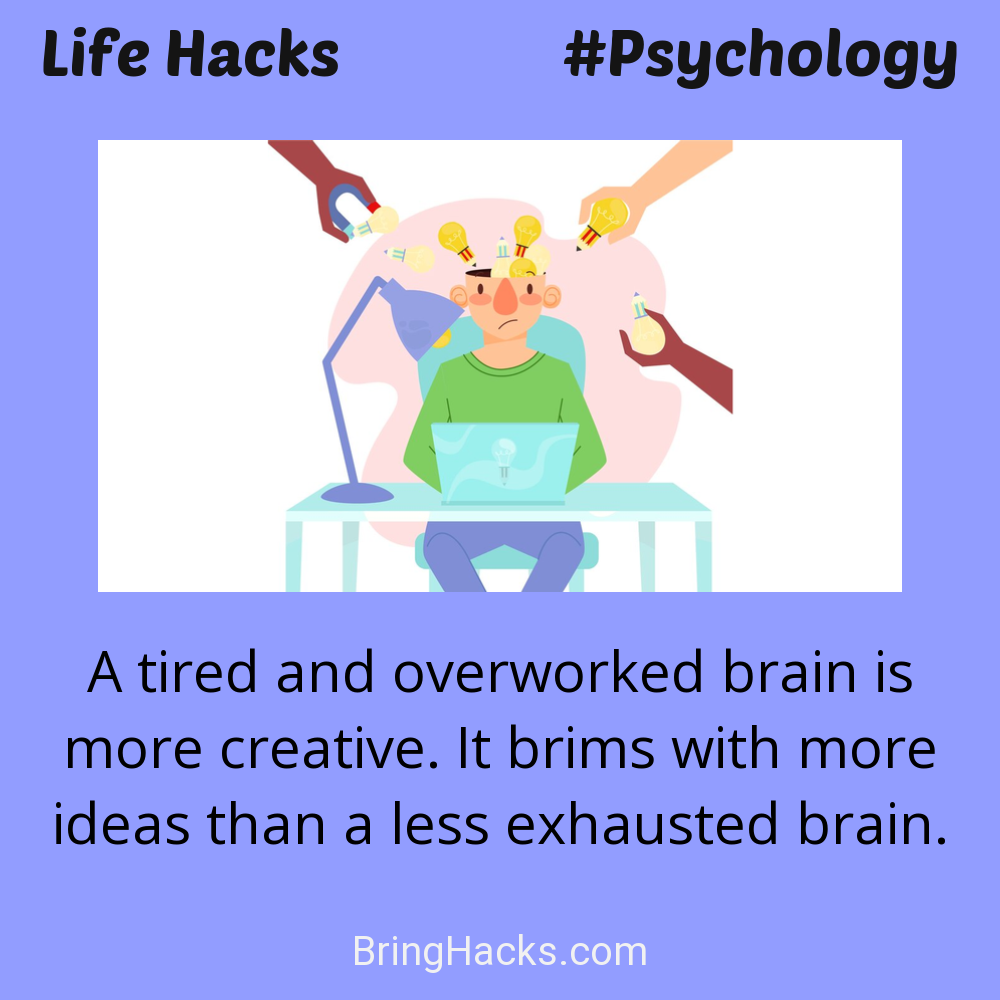 Life Hacks
#Psychology
A tired and overworked brain is
more creative. It brims with more
ideas than a less exhausted brain.
BringHacks.com